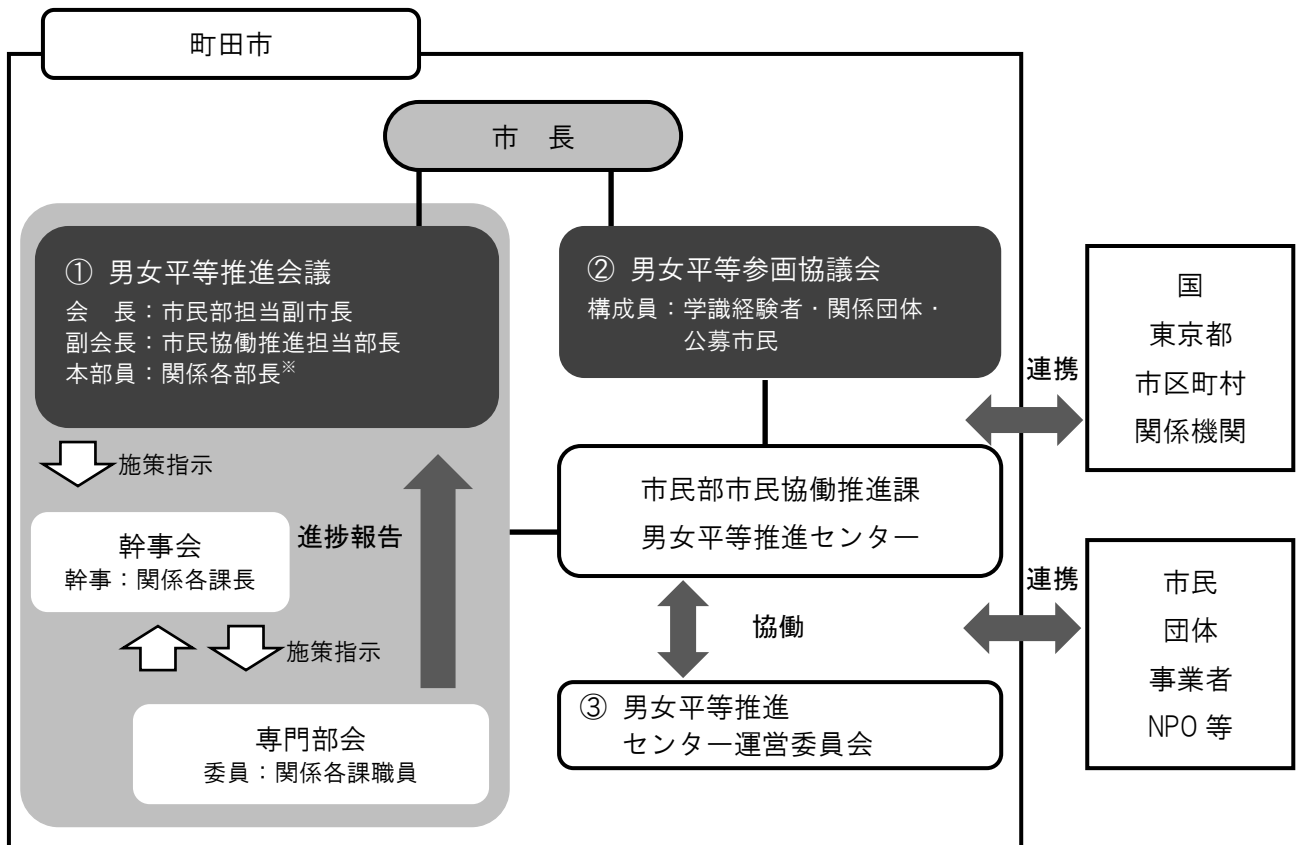 町田市
市　長
① 男女平等推進会議
会　長：市民部担当副市長
副会長：市民協働推進担当部長
本部員：関係各部長※
② 男女平等参画協議会
構成員：学識経験者・関係団体・
公募市民
施策指示
幹事会
幹事：関係各課長
進捗報告
施策指示
専門部会
委員：関係各課職員
市民部市民協働推進課
男女平等推進センター
協働
③ 男女平等推進
センター運営委員会
連携
国
東京都
市区町村
関係機関
連携
市民
団体
事業者
NPO 等